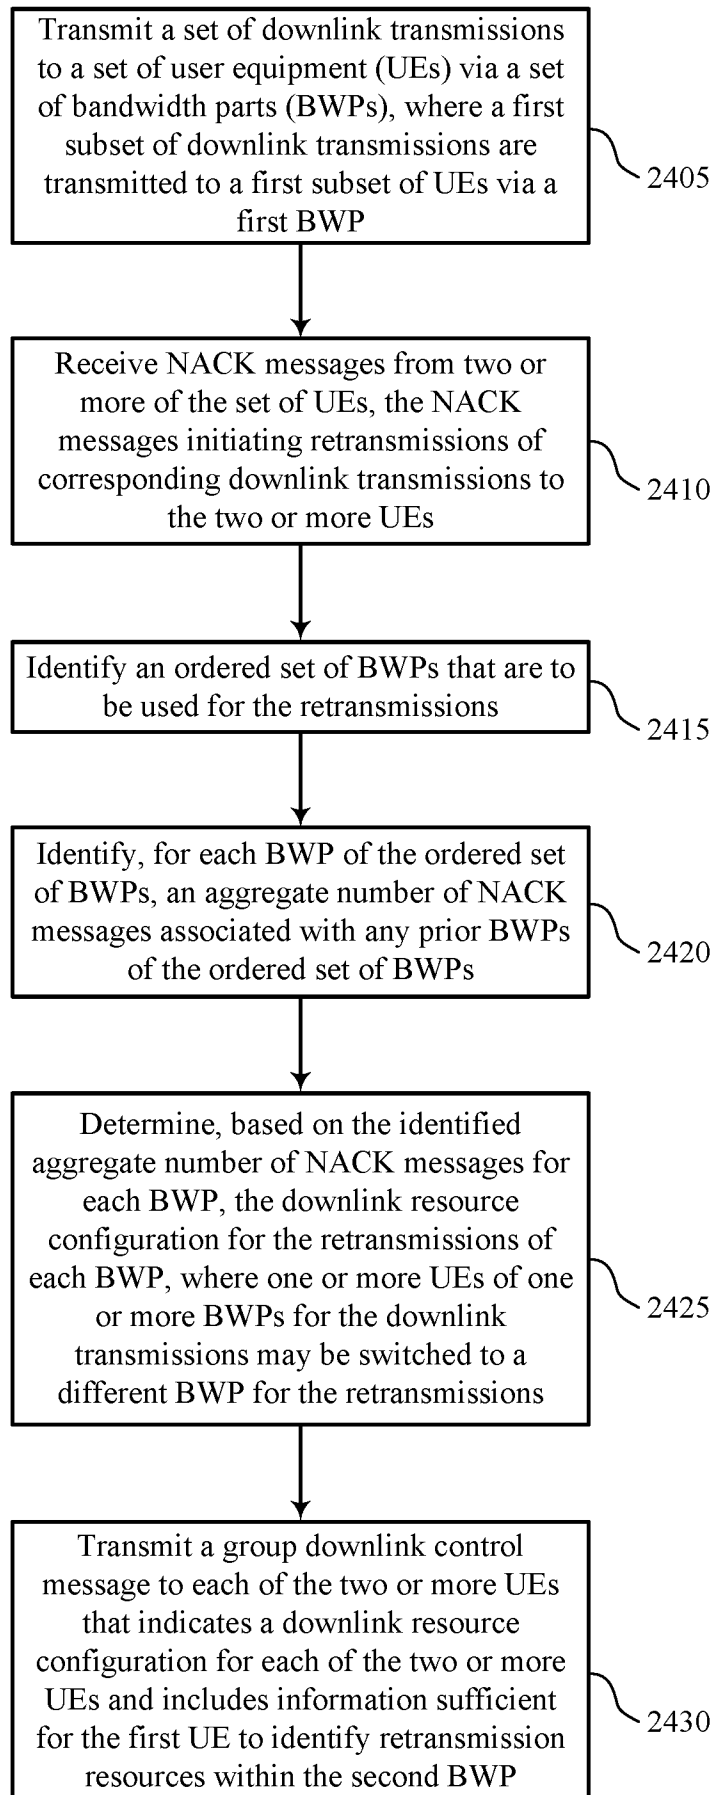 Transmit a set of downlink transmissions
to a set of user equipment (UEs) via a set
of bandwidth parts (BWPs), where a first
subset of downlink transmissions are
transmitted to a first subset of UEs via a
first BWP
2405
Receive NACK messages from two or
more of the set of UEs, the NACK
messages initiating retransmissions of
corresponding downlink transmissions to
the two or more UEs
2410
Identify an ordered set of BWPs that are to
be used for the retransmissions
2415
Identify, for each BWP of the ordered set
of BWPs, an aggregate number of NACK
messages associated with any prior BWPs
of the ordered set of BWPs
2420
Determine, based on the identified
aggregate number of NACK messages for
each BWP, the downlink resource
configuration for the retransmissions of
each BWP, where one or more UEs of one
or more BWPs for the downlink
transmissions may be switched to a
different BWP for the retransmissions
2425
Transmit a group downlink control
message to each of the two or more UEs
that indicates a downlink resource
configuration for each of the two or more
UEs and includes information sufficient
for the first UE to identify retransmission
resources within the second BWP
2430